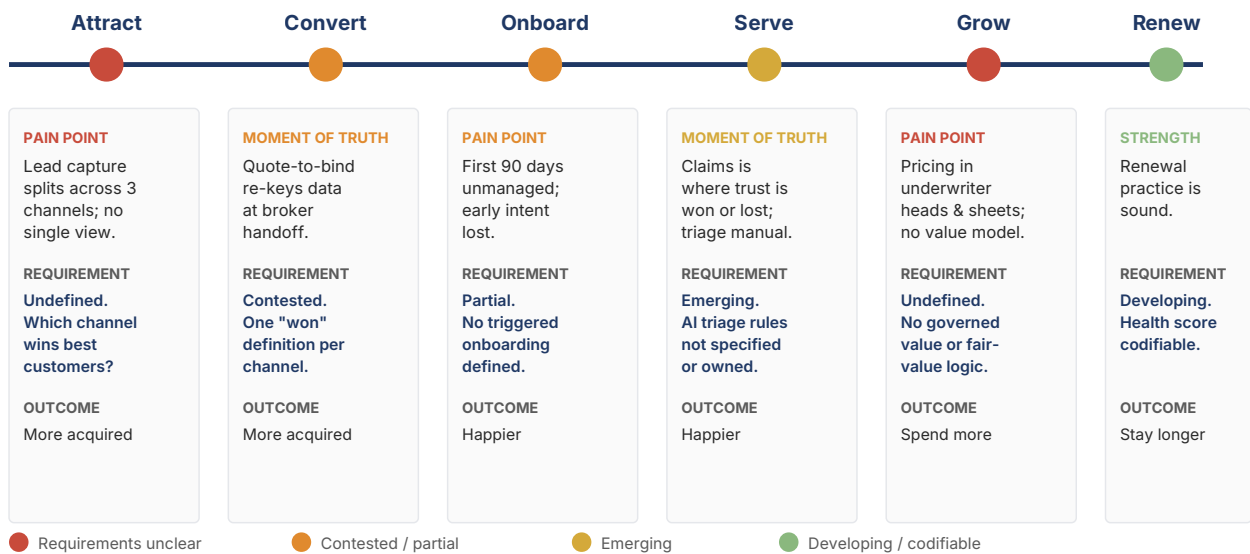 Attract
Convert
Onboard
Serve
Grow
Renew
PAIN POINT
Lead capture
splits across 3
channels; no
single view.
REQUIREMENT
Undefined.
Which channel
wins best
customers?
OUTCOME
More acquired
MOMENT OF TRUTH
Quote-to-bind
re-keys data
at broker
handoff.
REQUIREMENT
Contested.
One "won"
definition per
channel.
OUTCOME
More acquired
PAIN POINT
First 90 days
unmanaged;
early intent
lost.
REQUIREMENT
Partial.
No triggered
onboarding
defined.
OUTCOME
Happier
MOMENT OF TRUTH
Claims is
where trust is
won or lost;
triage manual.
REQUIREMENT
Emerging.
AI triage rules
not specified
or owned.
OUTCOME
Happier
PAIN POINT
Pricing in
underwriter
heads & sheets;
no value model.
REQUIREMENT
Undefined.
No governed
value or fair-
value logic.
OUTCOME
Spend more
STRENGTH
Renewal
practice is
sound.
REQUIREMENT
Developing.
Health score
codifiable.
OUTCOME
Stay longer
Requirements unclear
Contested / partial
Emerging
Developing / codifiable